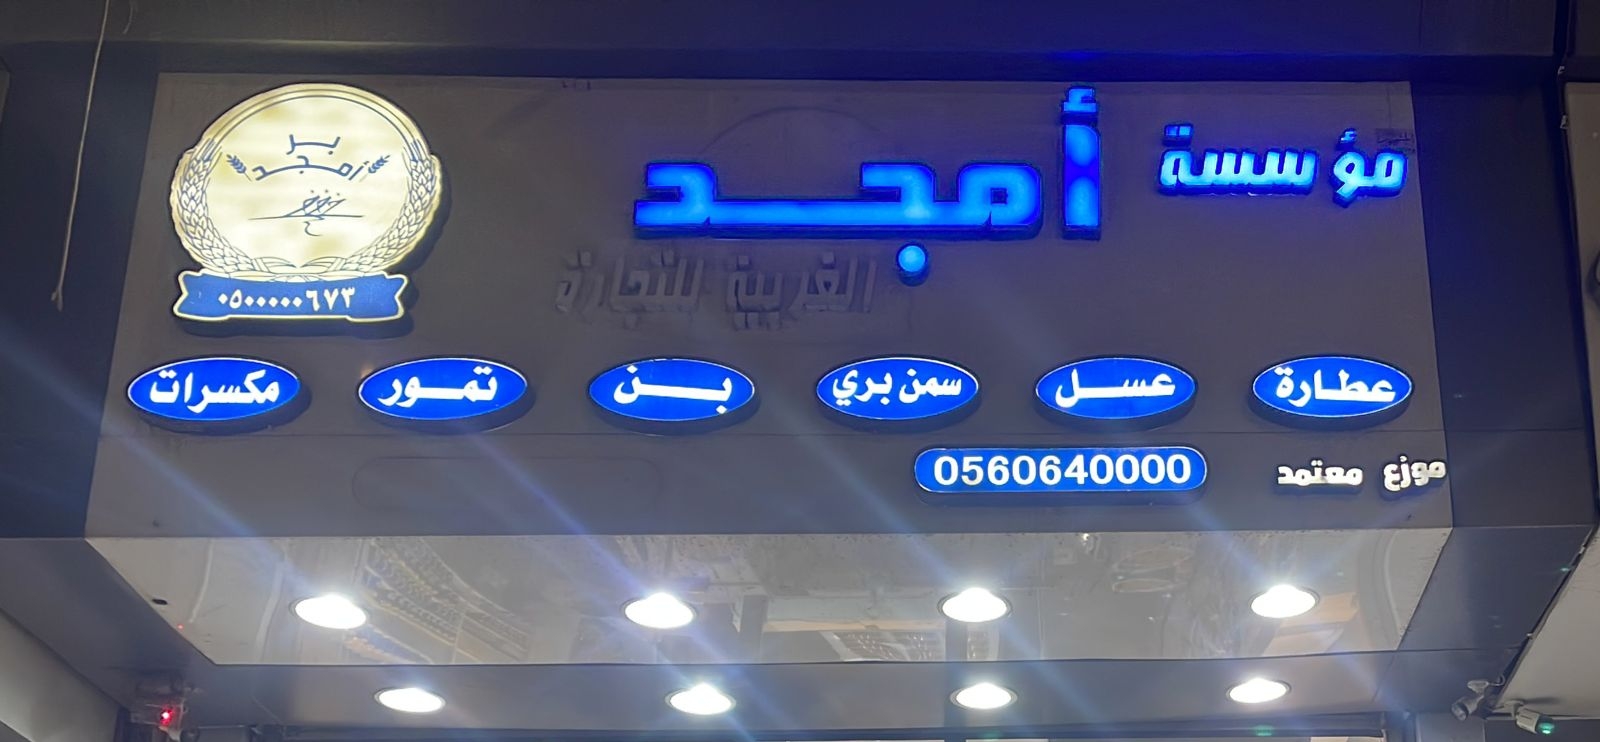 مؤسسة أمجد
الغربية للتجارة
بر
أمجد
٠٥٠٠٠٠٠٦٧٣
عطارة
عسل
سمن بري
بن
تمور
مكسرات
موزع معتمد
0560640000